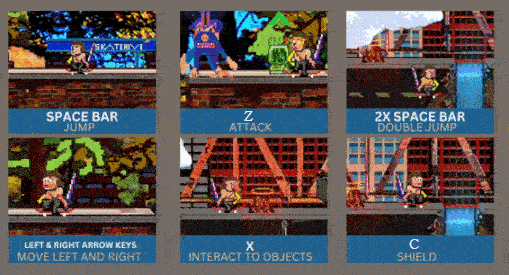 SPACE BAR
JUMP
Z
ATTACK
2X SPACE BAR
DOUBLE JUMP
LEFT & RIGHT ARROW KEYS
MOVE LEFT AND RIGHT
X
INTERACT TO OBJECTS
C
SHIELD